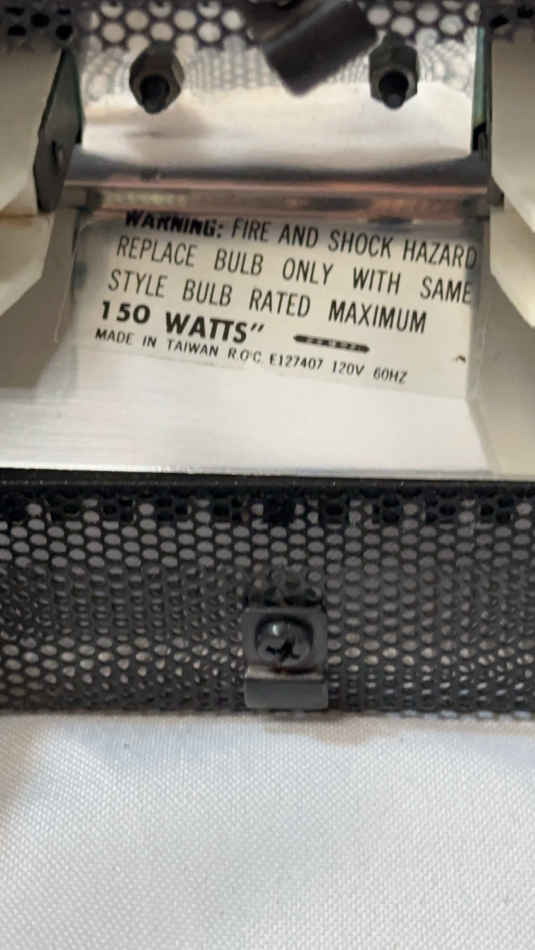 WARNING: FIRE AND SHOCK HAZARD
REPLACE BULB ONLY WITH SAME
STYLE BULB RATED MAXIMUM
150 WATTS"
MADE IN TAIWAN R.O.C. E127407 120V 60HZ